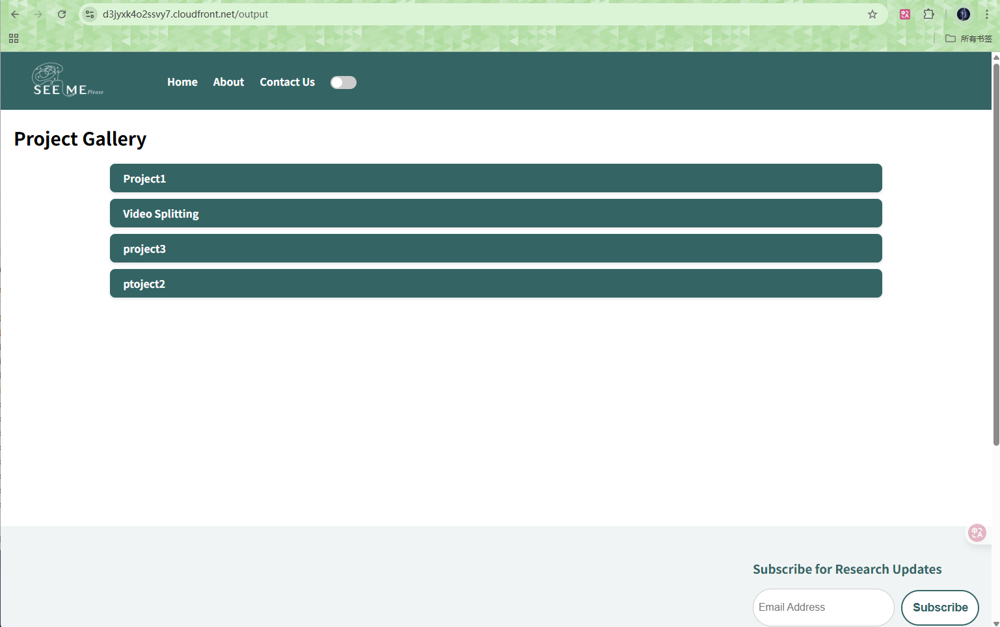 d3jyxk4o2ssvy7.cloudfront.net/output
所有书签
SEE ME Please
Home About Contact Us
Project Gallery
Project1
Video Splitting
project3
ptoject2
Subscribe for Research Updates
Email Address
Subscribe